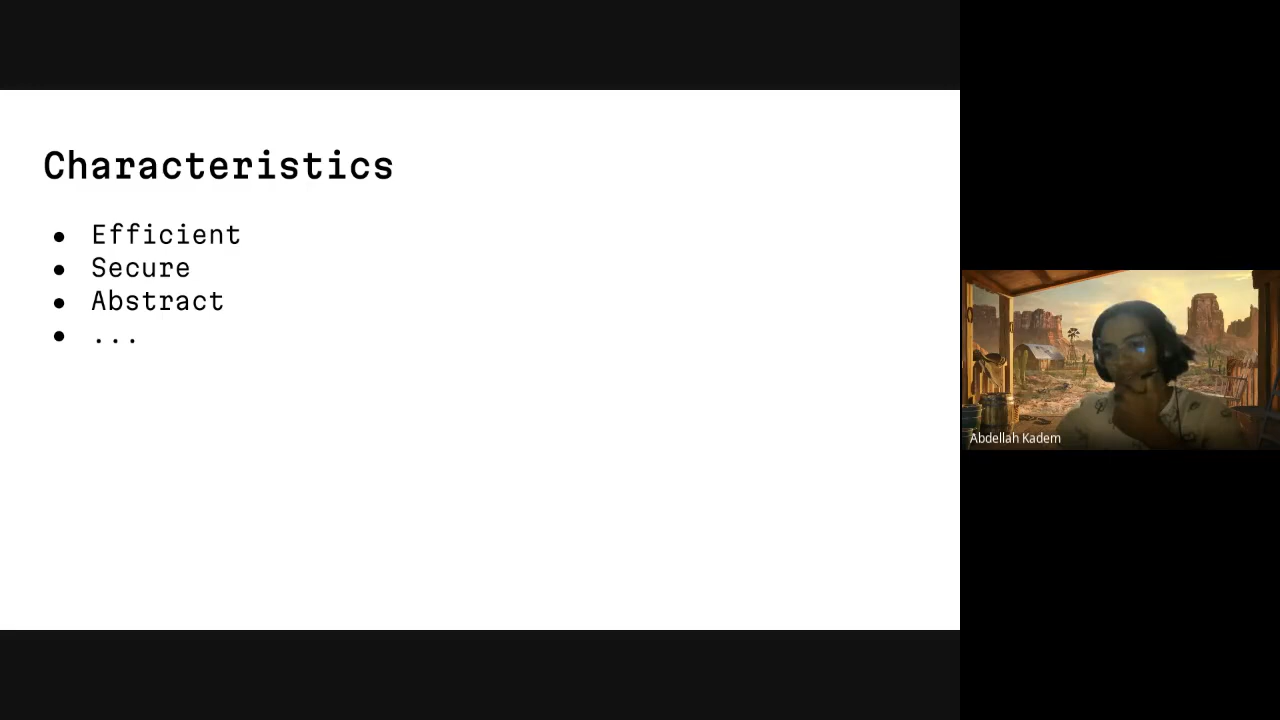 Characteristics
● Efficient
● Secure
● Abstract
● ...
Abdellah Kadem